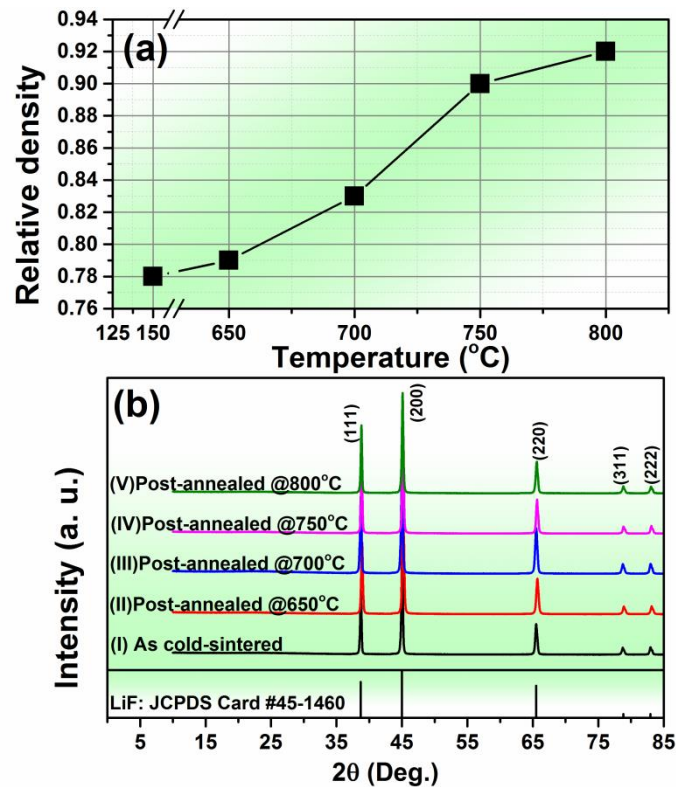 0.94
(a)
0.92
0.90
0.88
0.86
0.84
0.82
0.80
0.78
0.76
Relative density
125 150 650 700 750 800
Temperature (°C)
(b)
(111) (200) (220) (311) (222)
(V)Post-annealed @800°C
(IV)Post-annealed @750°C
(III)Post-annealed @700°C
(II)Post-annealed @650°C
(I) As cold-sintered
LiF: JCPDS Card #45-1460
Intensity (a. u.)
5 15 25 35 45 55 65 75 85
2θ (Deg.)